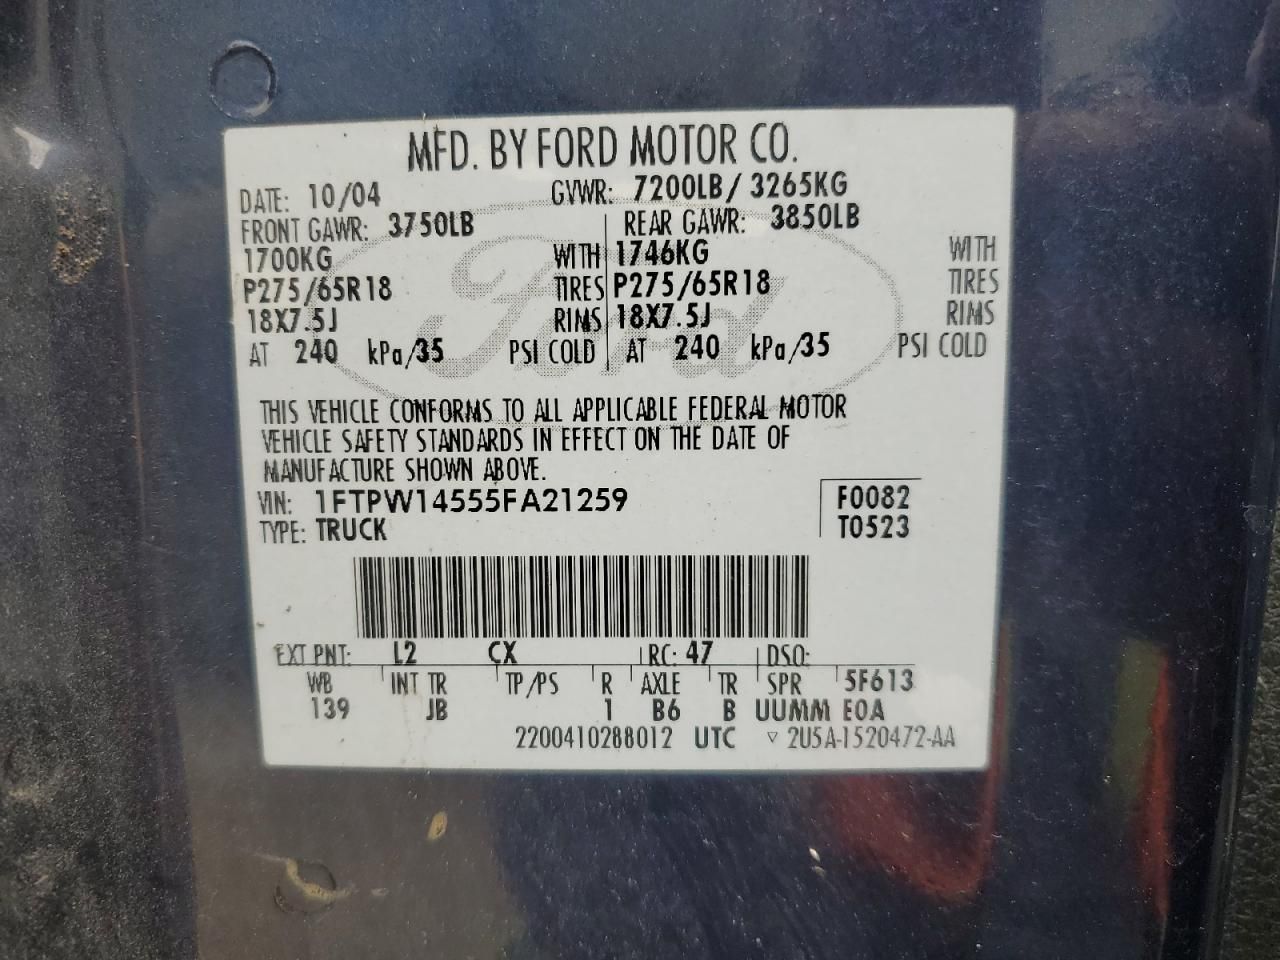 MFD. BY FORD MOTOR CO.
DATE: 10/04 GVWR: 7200LB/ 3265KG
FRONT GAWR: 3750LB REAR GAWR: 3850LB
1700KG WITH 1746KG WITH
P275/65R18 TIRES P275/65R18 TIRES
18X7.5J RIMS 18X7.5J RIMS
AT 240 kPa/35 PSI COLD AT 240 kPa/35 PSI COLD
Ford
THIS VEHICLE CONFORMS TO ALL APPLICABLE FEDERAL MOTOR
VEHICLE SAFETY STANDARDS IN EFFECT ON THE DATE OF
MANUFACTURE SHOWN ABOVE.
VIN: 1FTPW14555FA21259 F0082
TYPE: TRUCK T0523
EXT PNT: L2 CX RC: 47 DSO:
WB INT TR TP/PS R AXLE TR SPR 5F613
139 JB 1 B6 B UUMM EOA
2200410288012 UTC ▽ 2U5A-1520472-AA